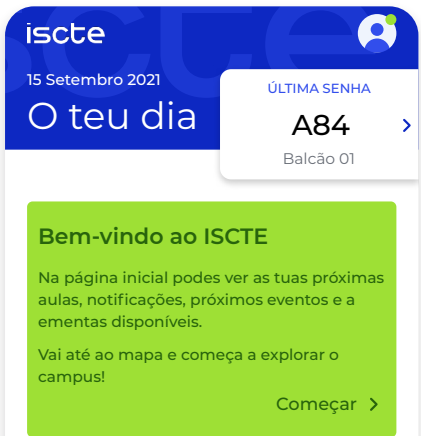 iscte
15 Setembro 2021
O teu dia
ÚLTIMA SENHA
A84
Balcão 01
Bem-vindo ao ISCTE
Na página inicial podes ver as tuas próximas
aulas, notificações, próximos eventos e a
ementas disponíveis.
Vai até ao mapa e começa a explorar o
campus!
Começar